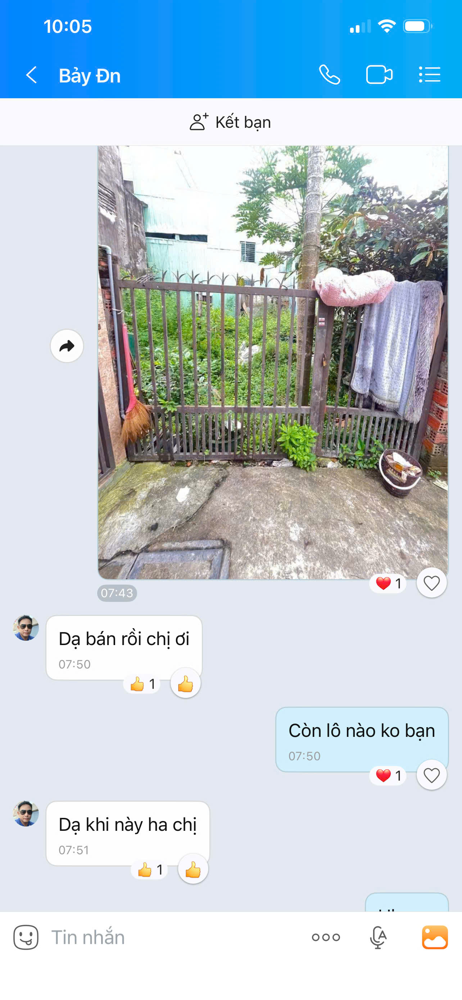 10:05
Bảy Đn
Kết bạn
07:43
1
Dạ bán rồi chị ơi
07:50
1
Còn lô nào ko bạn
07:50
1
Dạ khi này ha chị
07:51
1
Tin nhắn